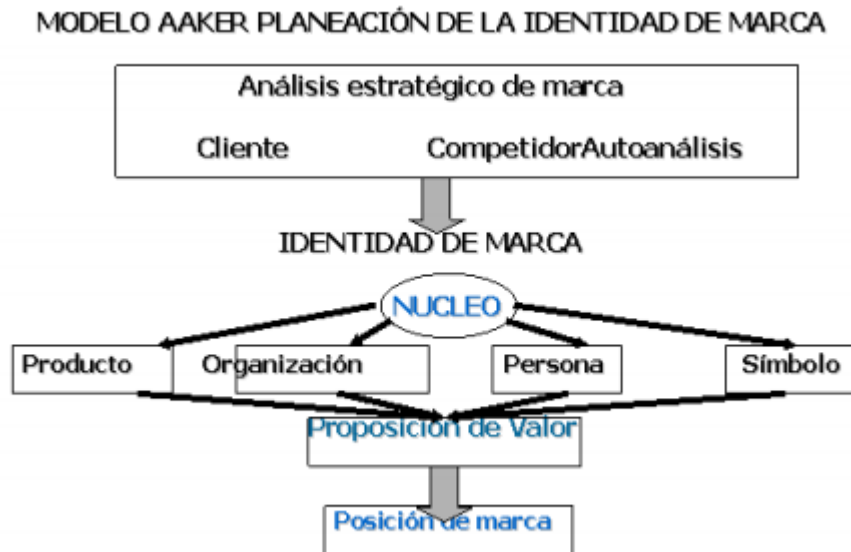 MODELO AAKER PLANEACIÓN DE LA IDENTIDAD DE MARCA
Análisis estratégico de marca
Cliente CompetidorAutoanálisis
IDENTIDAD DE MARCA
NUCLEO
Producto Organización Persona Símbolo
Proposición de Valor
Posición de marca